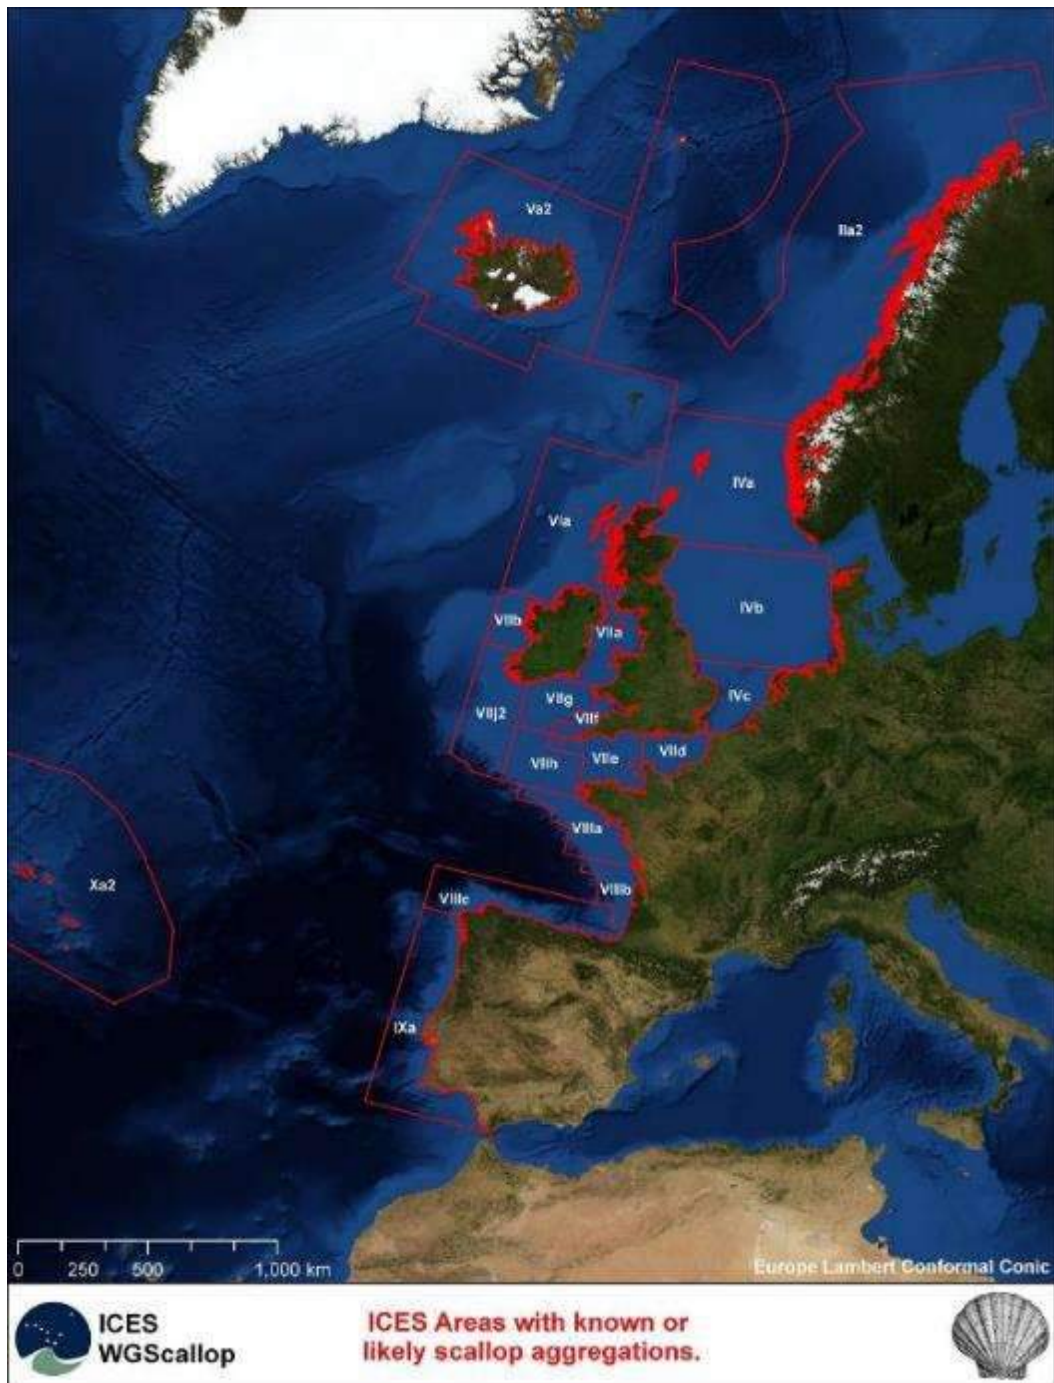 Va2
IIa2
IVa
VIa
IVb
VIIb
VIIa
VIIg
IVc
VIIj2
VIIf
VIIh
VIIe
VIId
VIIIa
Xa2
VIIIb
VIIIc
IXa
0 250 500 1,000 km
Europe Lambert Conformal Conic
ICES
WGScallop
ICES Areas with known or
likely scallop aggregations.